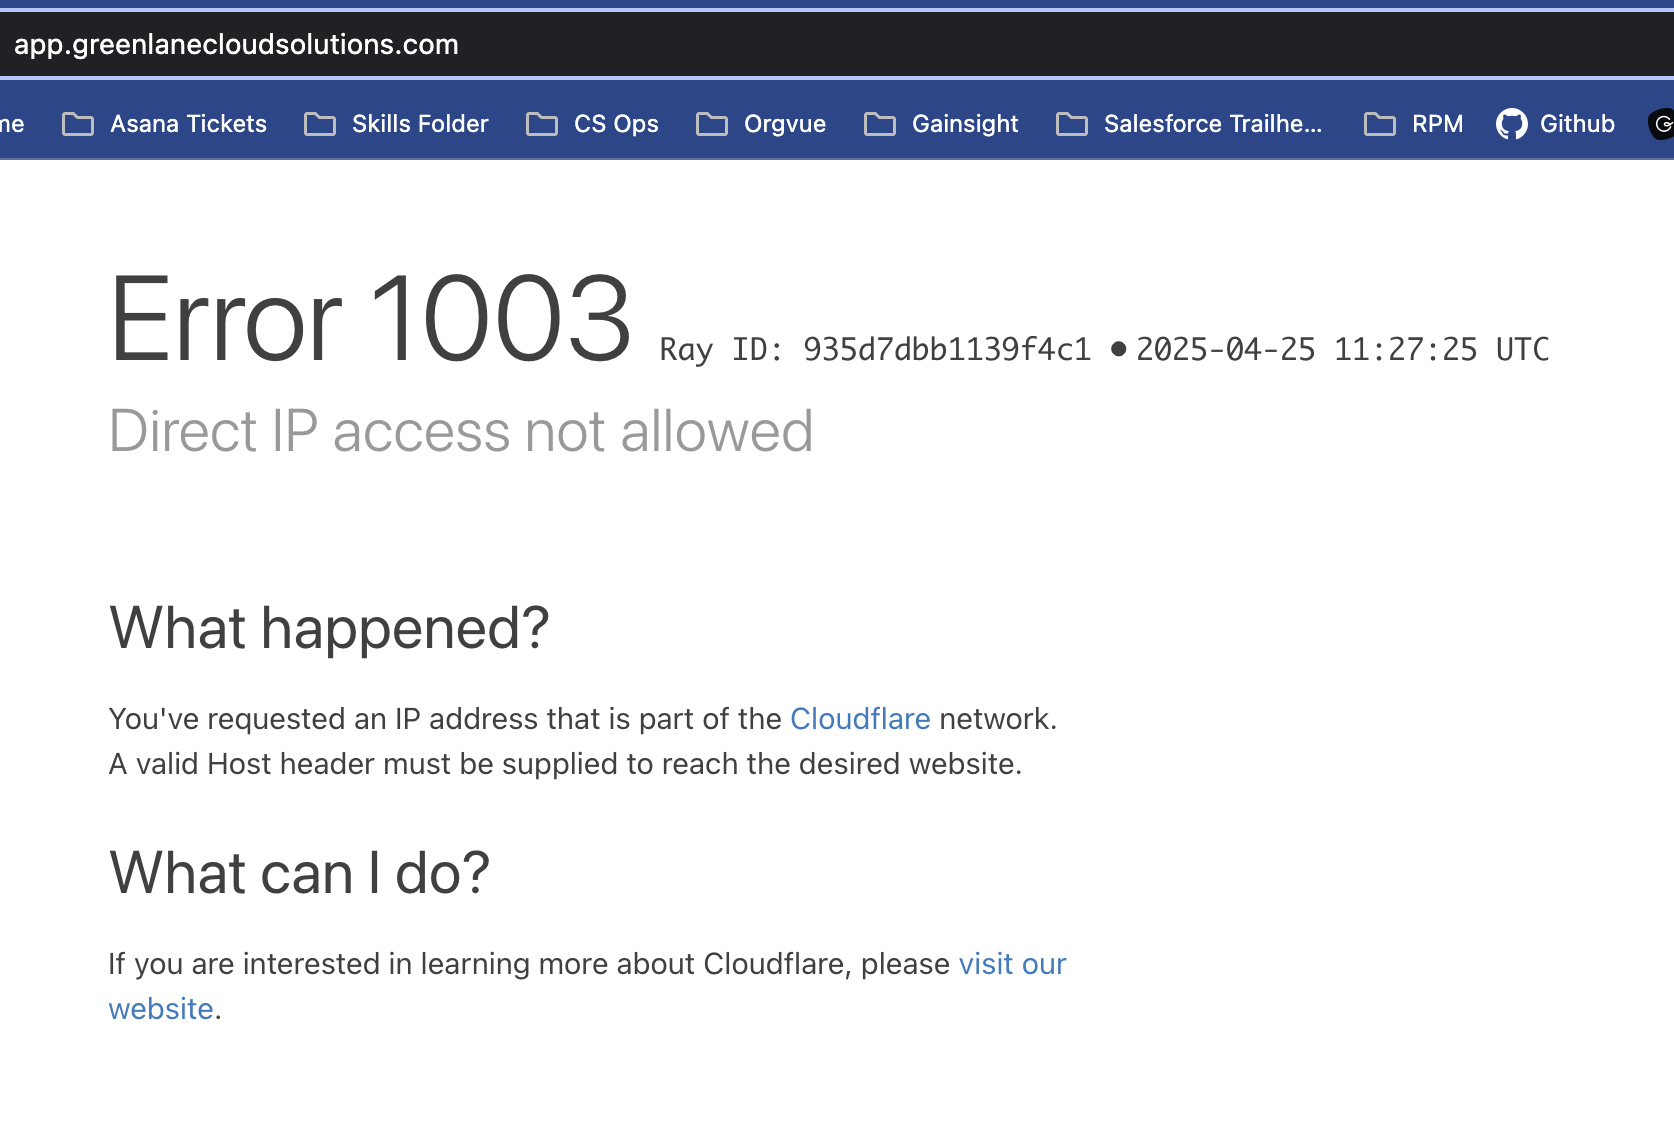 app.greenlanecloudsolutions.com
me Asana Tickets Skills Folder CS Ops Orgvue Gainsight Salesforce Trailhe... RPM Github
Error 1003 Ray ID: 935d7dbb1139f4c1 • 2025-04-25 11:27:25 UTC
Direct IP access not allowed
What happened?
You've requested an IP address that is part of the Cloudflare network.
A valid Host header must be supplied to reach the desired website.
What can I do?
If you are interested in learning more about Cloudflare, please visit our
website.